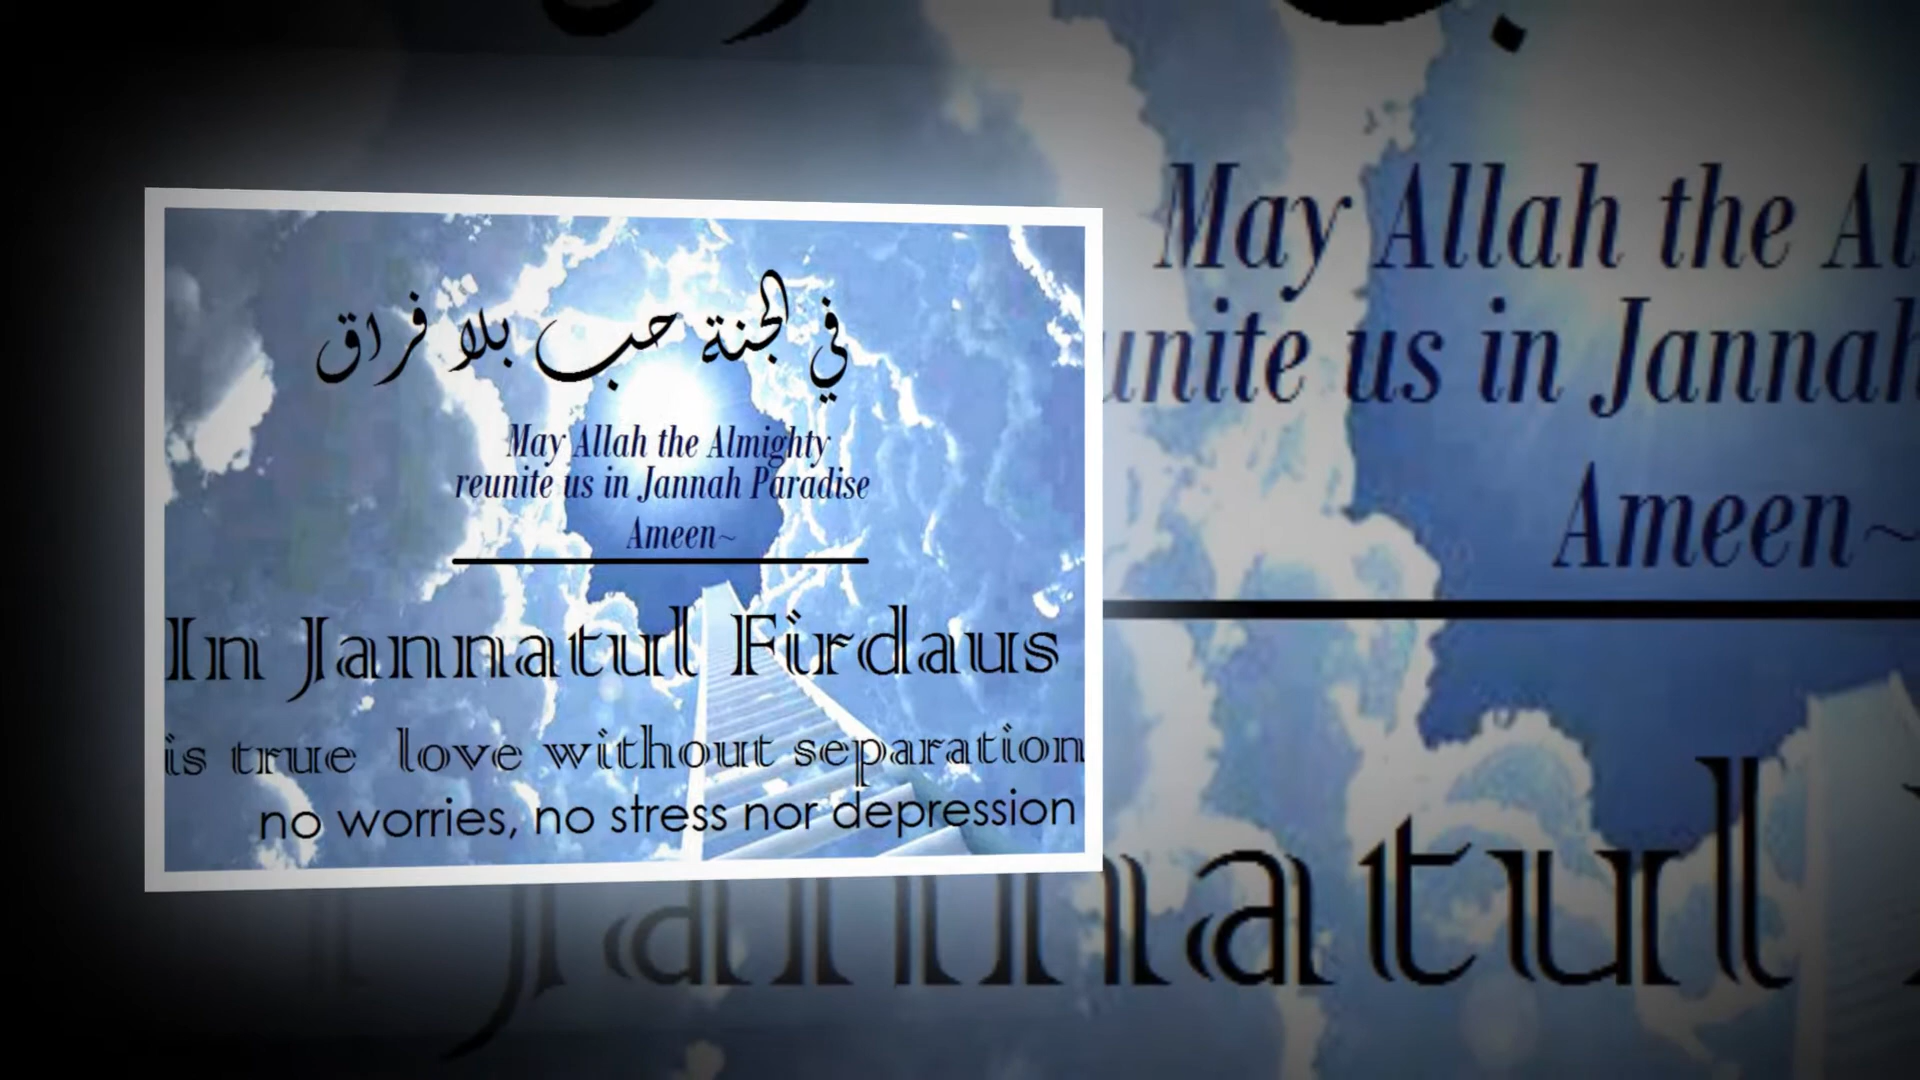 في الجنة حب بلا فراق
May Allah the Almighty
reunite us in Jannah Paradise
Ameen~
In Jannatul Firdaus
is true love without separation
no worries, no stress nor depression
May Allah the Al
unite us in Jannah
Ameen~
Jannatul